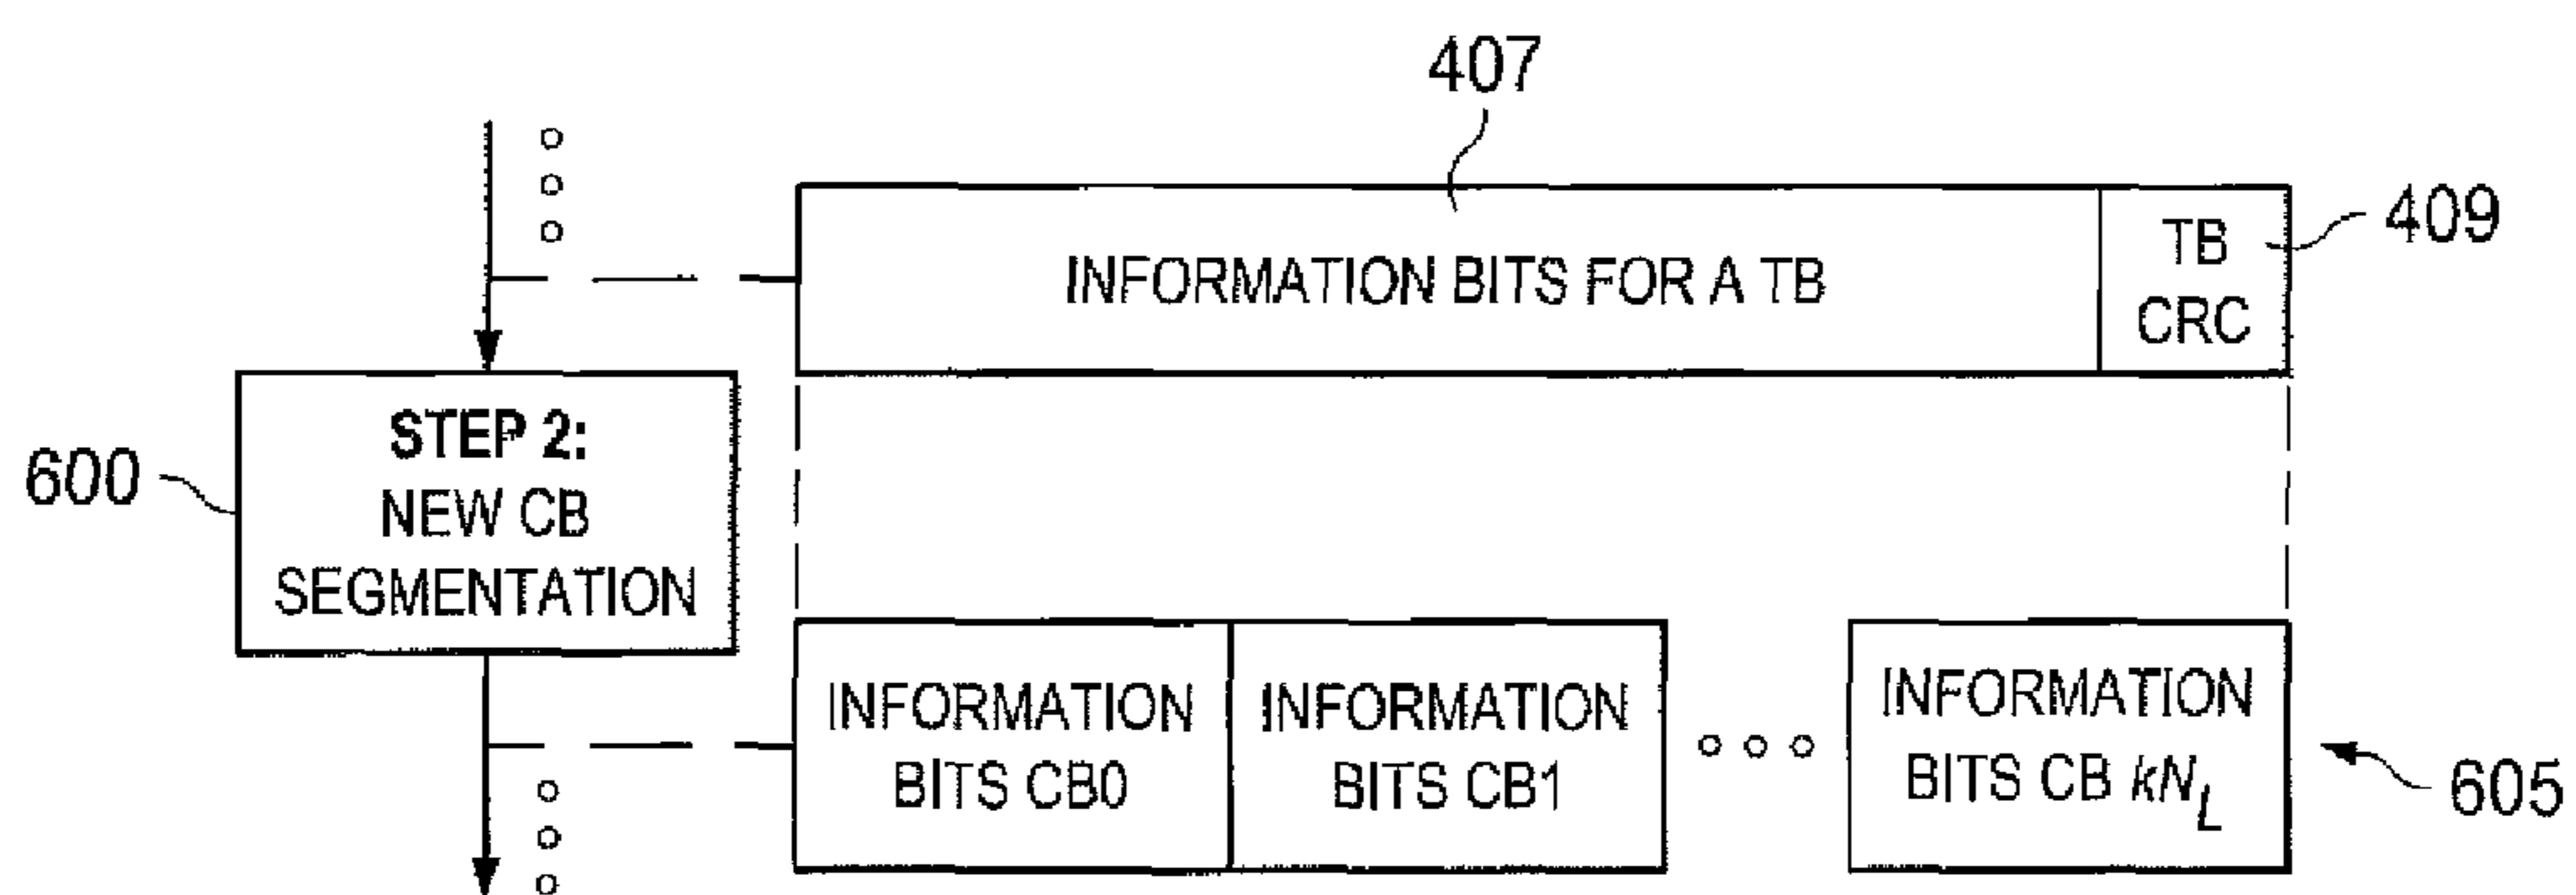 407
INFORMATION BITS FOR A TB
TB
CRC
409
600
STEP 2:
NEW CB
SEGMENTATION
INFORMATION
BITS CB0
INFORMATION
BITS CB1
INFORMATION
BITS CB kN_L
605